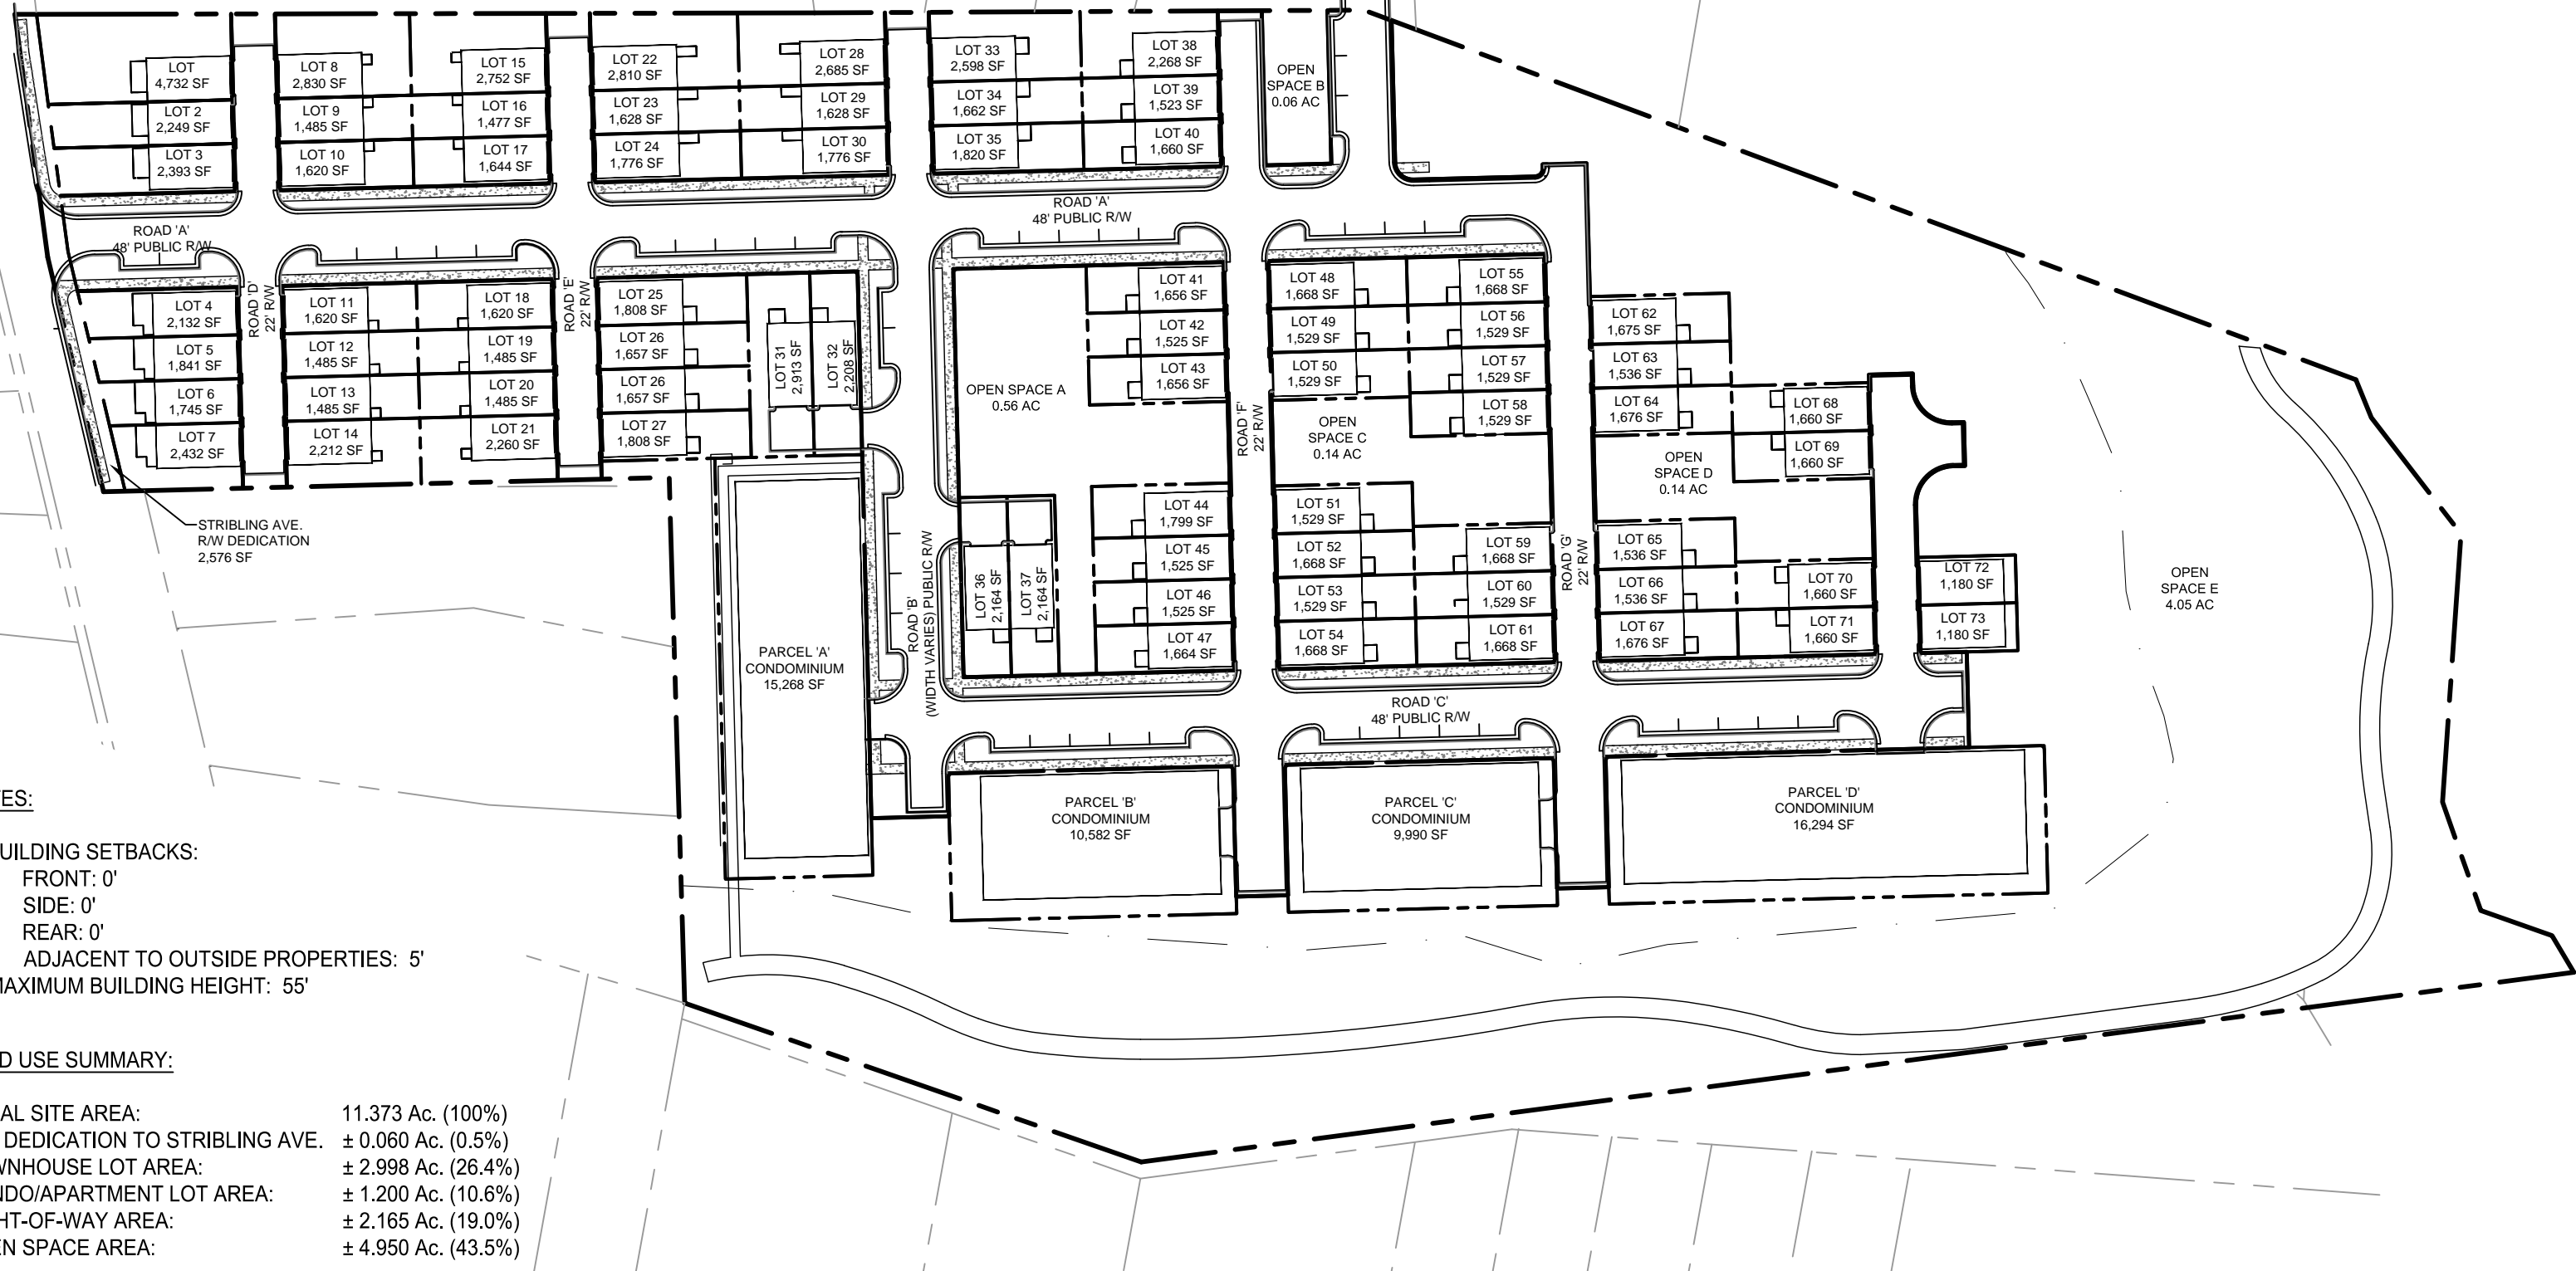 LOT
4,732 SF
LOT 2
2,249 SF
LOT 3
2,393 SF
LOT 8
2,830 SF
LOT 9
1,485 SF
LOT 10
1,620 SF
LOT 15
2,752 SF
LOT 16
1,477 SF
LOT 17
1,644 SF
LOT 22
2,810 SF
LOT 23
1,628 SF
LOT 24
1,776 SF
LOT 28
2,685 SF
LOT 29
1,628 SF
LOT 30
1,776 SF
LOT 33
2,598 SF
LOT 34
1,662 SF
LOT 35
1,820 SF
LOT 38
2,268 SF
LOT 39
1,523 SF
LOT 40
1,660 SF
OPEN
SPACE B
0.06 AC
ROAD 'A'
48' PUBLIC R/W
ROAD 'A'
48' PUBLIC R/W
LOT 4
2,132 SF
LOT 5
1,841 SF
LOT 6
1,745 SF
LOT 7
2,432 SF
ROAD 'D'
22' R/W
LOT 11
1,620 SF
LOT 12
1,485 SF
LOT 13
1,485 SF
LOT 14
2,212 SF
LOT 18
1,620 SF
LOT 19
1,485 SF
LOT 20
1,485 SF
LOT 21
2,260 SF
ROAD 'E'
22' R/W
LOT 25
1,808 SF
LOT 26
1,657 SF
LOT 26
1,657 SF
LOT 27
1,808 SF
LOT 31
2,913 SF
LOT 32
2,208 SF
OPEN SPACE A
0.56 AC
LOT 41
1,656 SF
LOT 42
1,525 SF
LOT 43
1,656 SF
LOT 44
1,799 SF
LOT 45
1,525 SF
LOT 46
1,525 SF
LOT 47
1,664 SF
LOT 36
2,164 SF
LOT 37
2,164 SF
ROAD 'B'
(WIDTH VARIES) PUBLIC R/W
ROAD 'F'
22' R/W
LOT 48
1,668 SF
LOT 49
1,529 SF
LOT 50
1,529 SF
OPEN
SPACE C
0.14 AC
LOT 51
1,529 SF
LOT 52
1,668 SF
LOT 53
1,529 SF
LOT 54
1,668 SF
LOT 55
1,668 SF
LOT 56
1,529 SF
LOT 57
1,529 SF
LOT 58
1,529 SF
LOT 59
1,668 SF
LOT 60
1,529 SF
LOT 61
1,668 SF
ROAD 'G'
22' R/W
LOT 62
1,675 SF
LOT 63
1,536 SF
LOT 64
1,676 SF
OPEN
SPACE D
0.14 AC
LOT 65
1,536 SF
LOT 66
1,536 SF
LOT 67
1,676 SF
LOT 68
1,660 SF
LOT 69
1,660 SF
LOT 70
1,660 SF
LOT 71
1,660 SF
LOT 72
1,180 SF
LOT 73
1,180 SF
OPEN
SPACE E
4.05 AC
STRIBLING AVE.
R/W DEDICATION
2,576 SF
ROAD 'C'
48' PUBLIC R/W
PARCEL 'A'
CONDOMINIUM
15,268 SF
PARCEL 'B'
CONDOMINIUM
10,582 SF
PARCEL 'C'
CONDOMINIUM
9,990 SF
PARCEL 'D'
CONDOMINIUM
16,294 SF
TES:
UILDING SETBACKS:
FRONT: 0'
SIDE: 0'
REAR: 0'
ADJACENT TO OUTSIDE PROPERTIES: 5'
MAXIMUM BUILDING HEIGHT: 55'
D USE SUMMARY:
AL SITE AREA: 11.373 Ac. (100%)
DEDICATION TO STRIBLING AVE. ± 0.060 Ac. (0.5%)
WNHOUSE LOT AREA: ± 2.998 Ac. (26.4%)
NDO/APARTMENT LOT AREA: ± 1.200 Ac. (10.6%)
HT-OF-WAY AREA: ± 2.165 Ac. (19.0%)
EN SPACE AREA: ± 4.950 Ac. (43.5%)